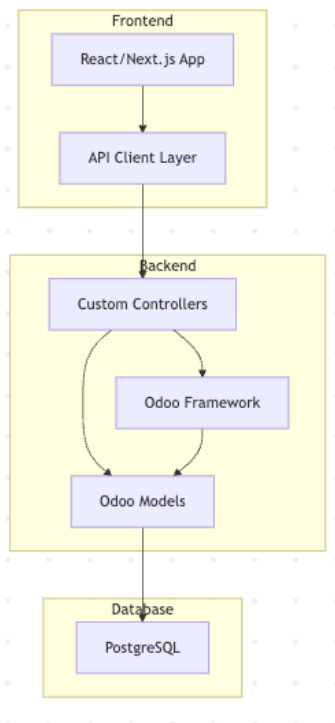 Frontend
React/Next.js App
API Client Layer
Backend
Custom Controllers
Odoo Framework
Odoo Models
Database
PostgreSQL